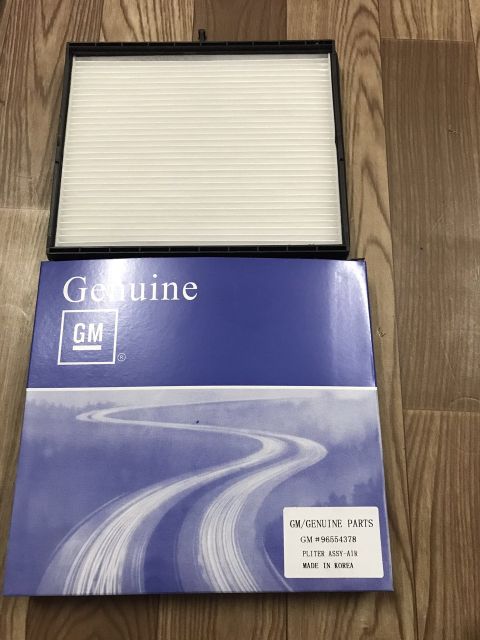 Genuine
GM
®
GM/GENUINE PARTS
GM #96554378
PLITER ASSY-AIR
MADE IN KOREA